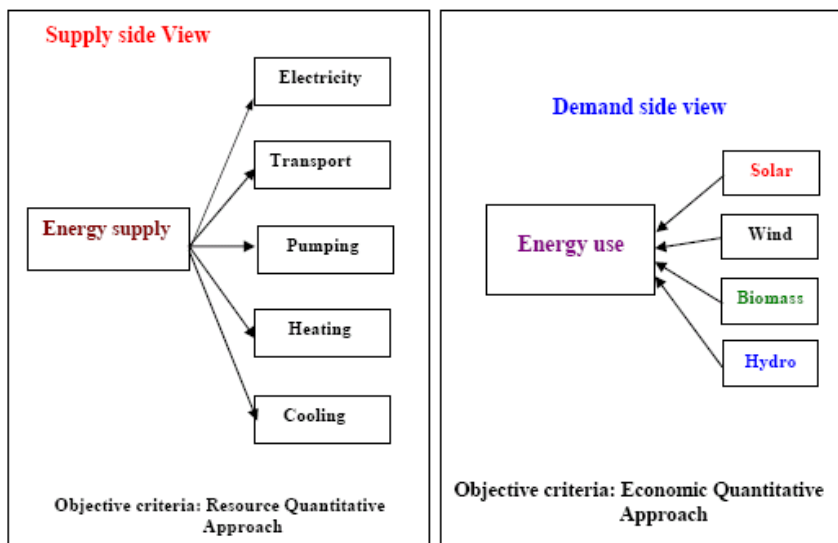 Supply side View
Electricity
Transport
Energy supply
Pumping
Heating
Cooling
Objective criteria: Resource Quantitative
Approach
Demand side view
Solar
Energy use
Wind
Biomass
Hydro
Objective criteria: Economic Quantitative
Approach